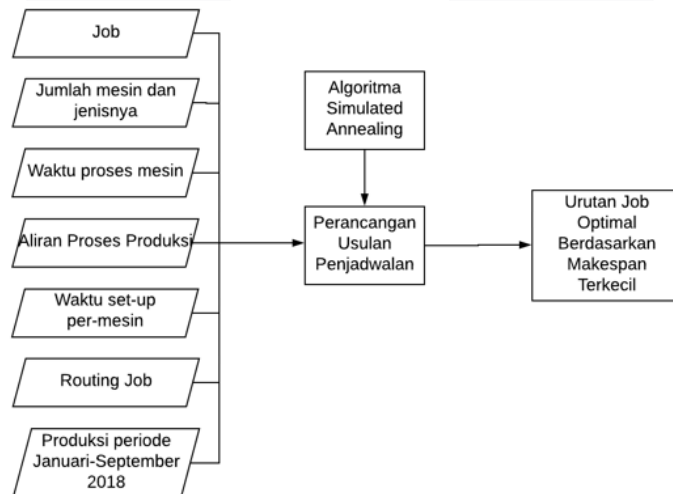 Job
Jumlah mesin dan
jenisnya
Waktu proses mesin
Aliran Proses Produksi
Waktu set-up
per-mesin
Routing Job
Produksi periode
Januari-September
2018
Algoritma
Simulated
Annealing
Perancangan
Usulan
Penjadwalan
Urutan Job
Optimal
Berdasarkan
Makespan
Terkecil